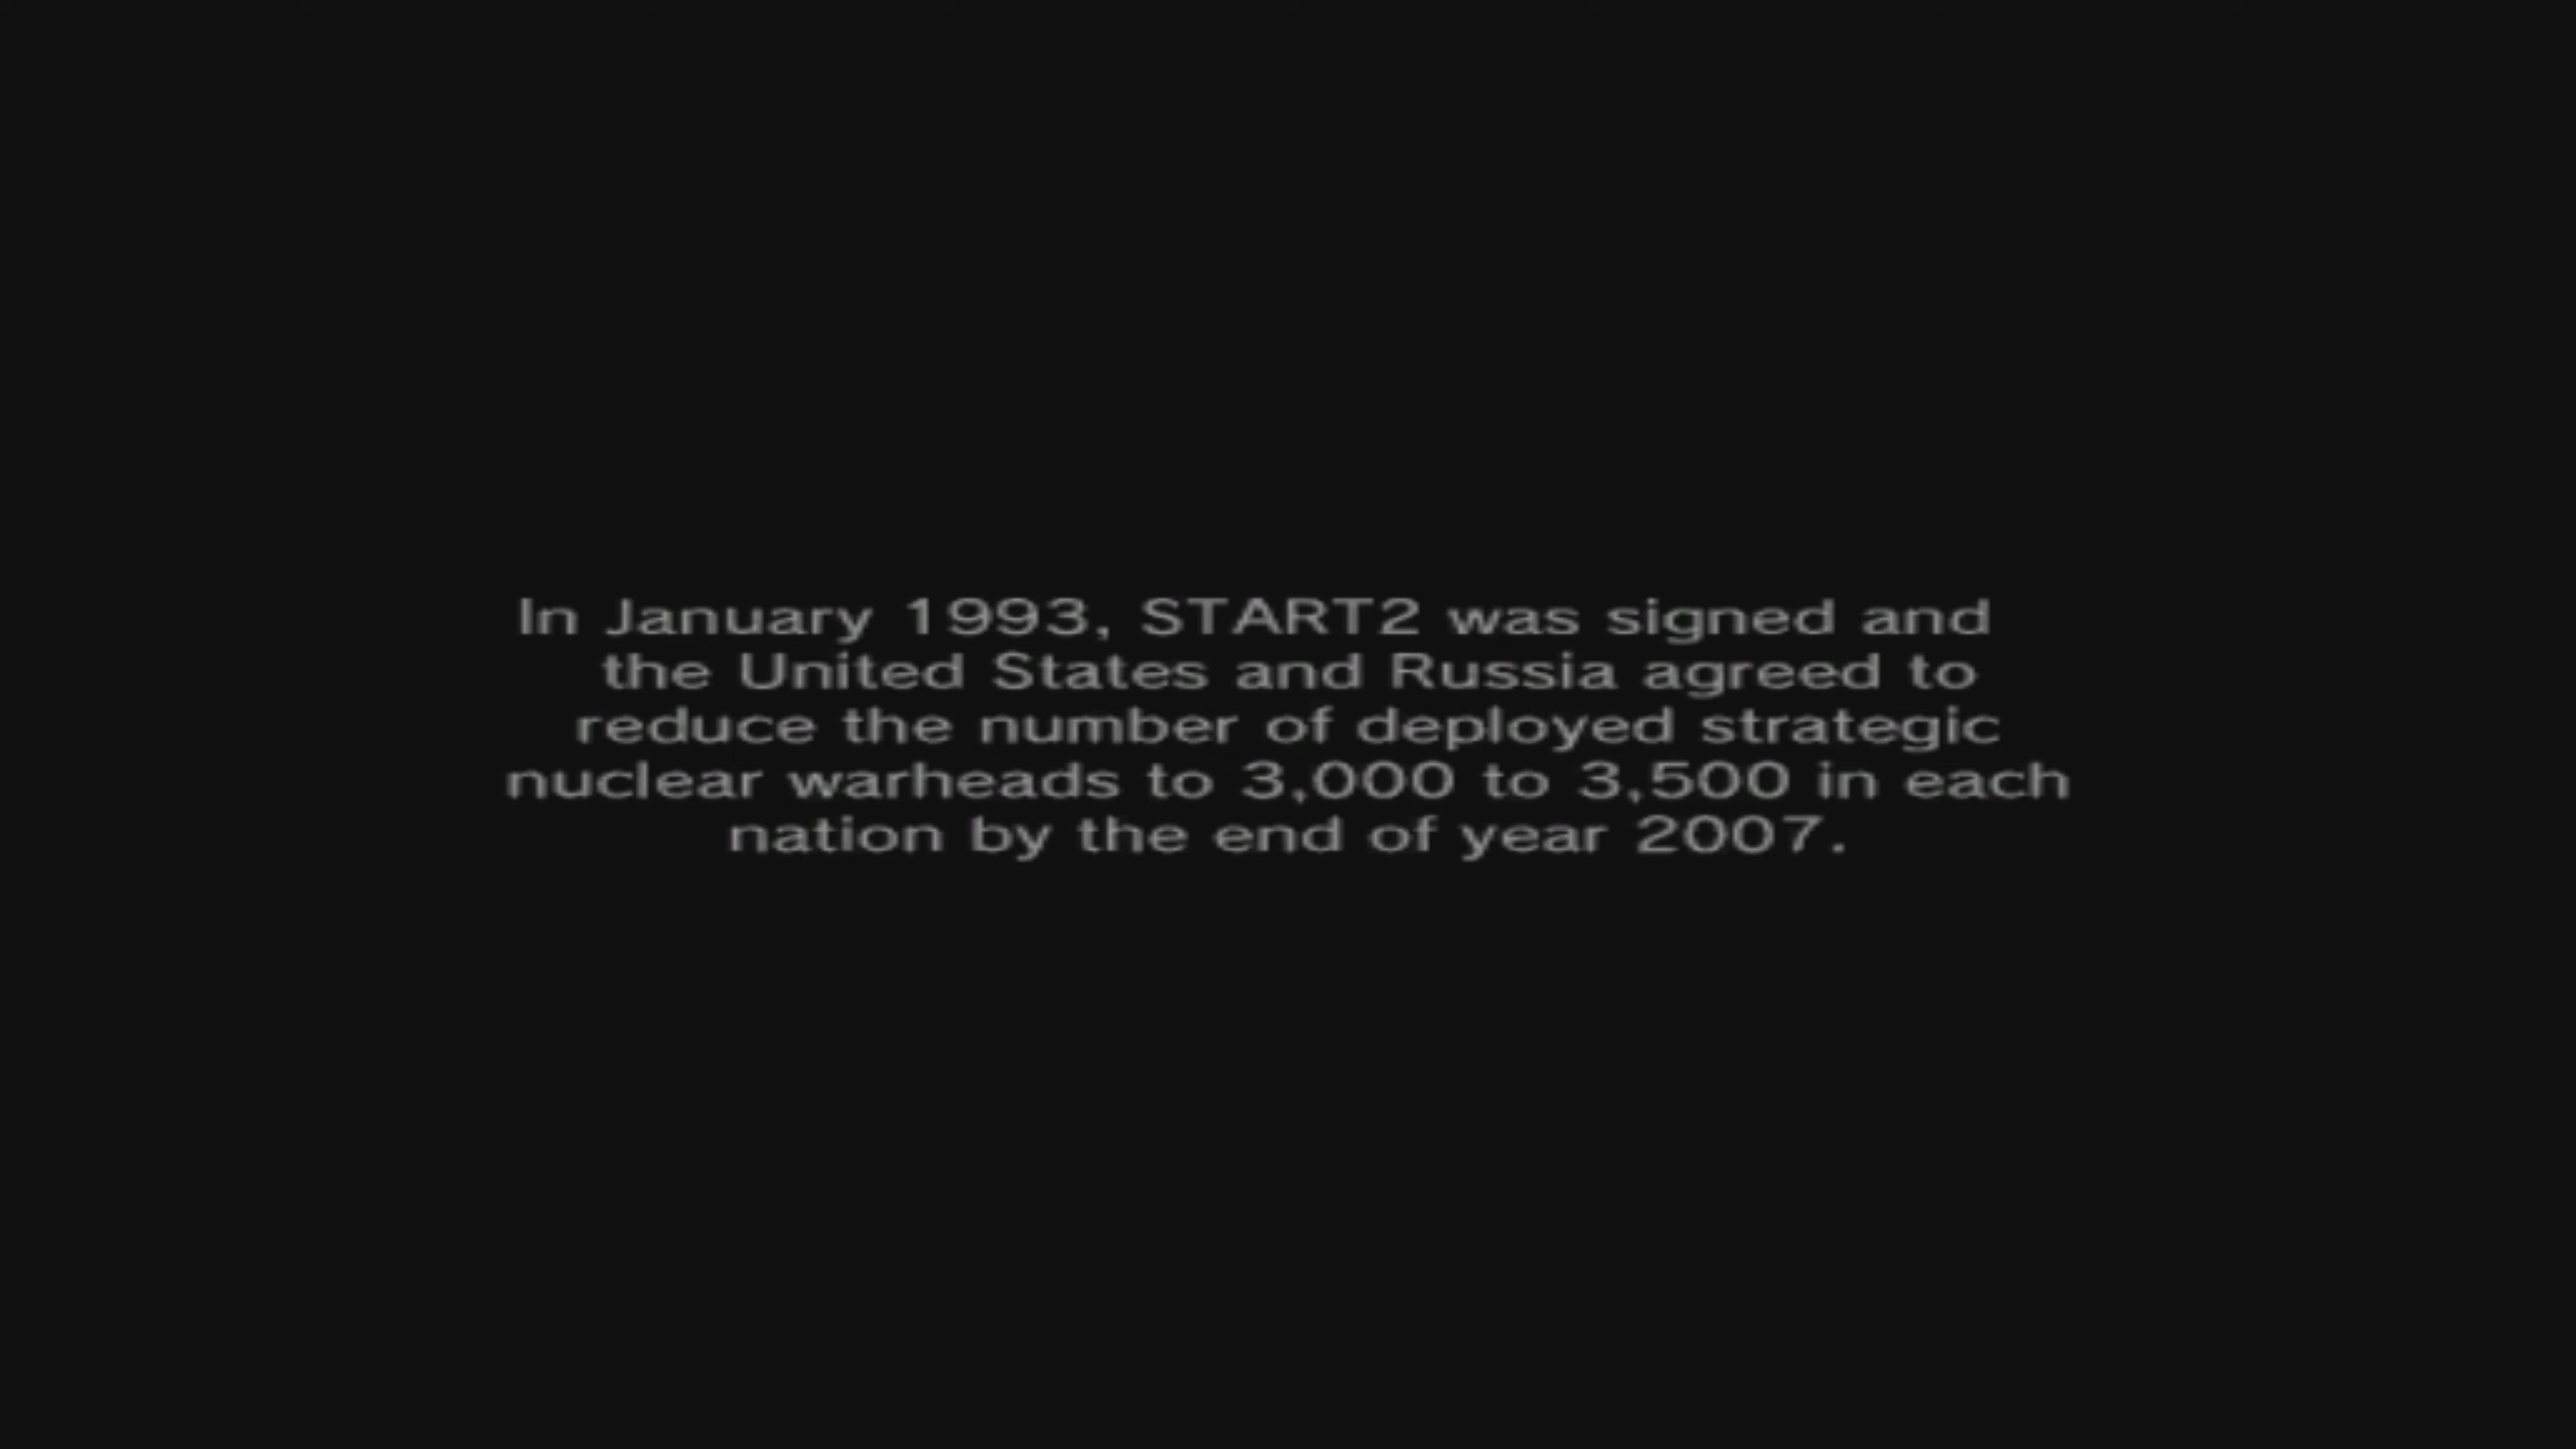 In January 1993, START2 was signed and
the United States and Russia agreed to
reduce the number of deployed strategic
nuclear warheads to 3,000 to 3,500 in each
nation by the end of year 2007.